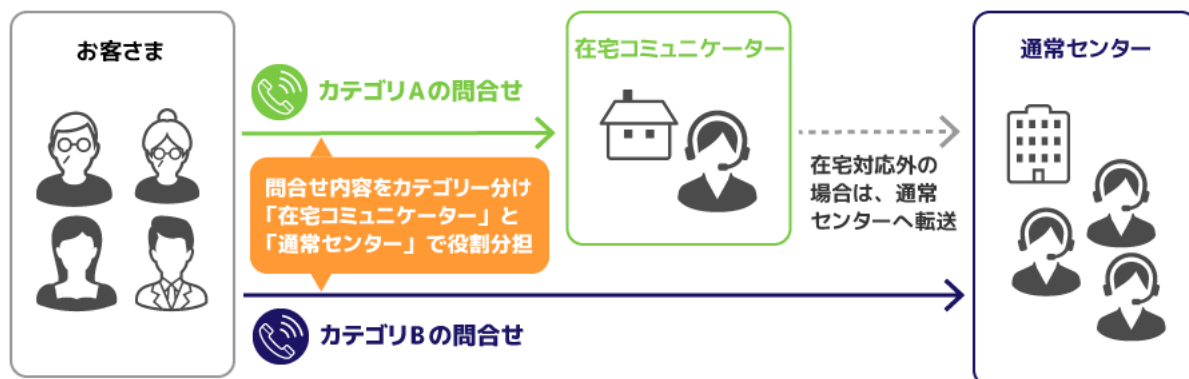 お客さま
カテゴリAの問合せ
問合せ内容をカテゴリー分け
「在宅コミュニケーター」と
「通常センター」で役割分担
カテゴリBの問合せ
在宅コミュニケーター
在宅対応外の
場合は、通常
センターへ転送
通常センター